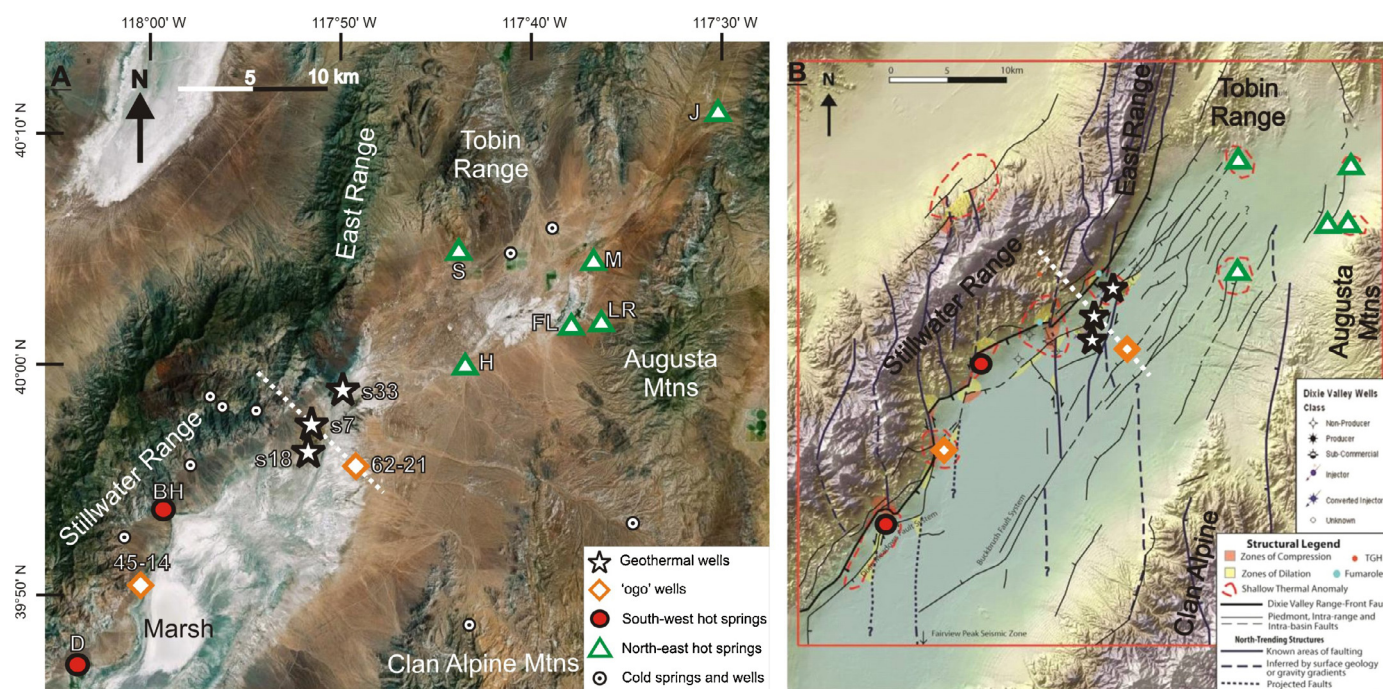 118°00' W
117°50' W
117°40' W
117°30' W
A
N
5
10 km
40°10' N
40°00' N
39°50' N
East Range
Tobin
Range
J
S
M
FL
LR
H
Augusta
Mtns
s33
s7
s18
62-21
Stillwater Range
BH
45-14
D
Marsh
Clan Alpine Mtns
Geothermal wells
'ogo' wells
South-west hot springs
North-east hot springs
Cold springs and wells
B
N
0
5
10km
East Range
Tobin
Range
Stillwater Range
Augusta
Mtns
Clan Alpine
?
?
?
?
?
?
?
Fault System
Buckbrush Fault System
Fairview Peak Seismic Zone
Dixie Valley Wells
Class
Non-Producer
Producer
Sub-Commercial
Injector
Converted Injector
Unknown
Structural Legend
Zones of Compression
TGH
Zones of Dilation
Fumarole
Shallow Thermal Anomaly
Dixie Valley Range-Front Fau
Piedmont, Intra-range and
Intra-basin Faults
North-Trending Structures
Known areas of faulting
Inferred by surface geology
or gravity gradients
Projected Faults